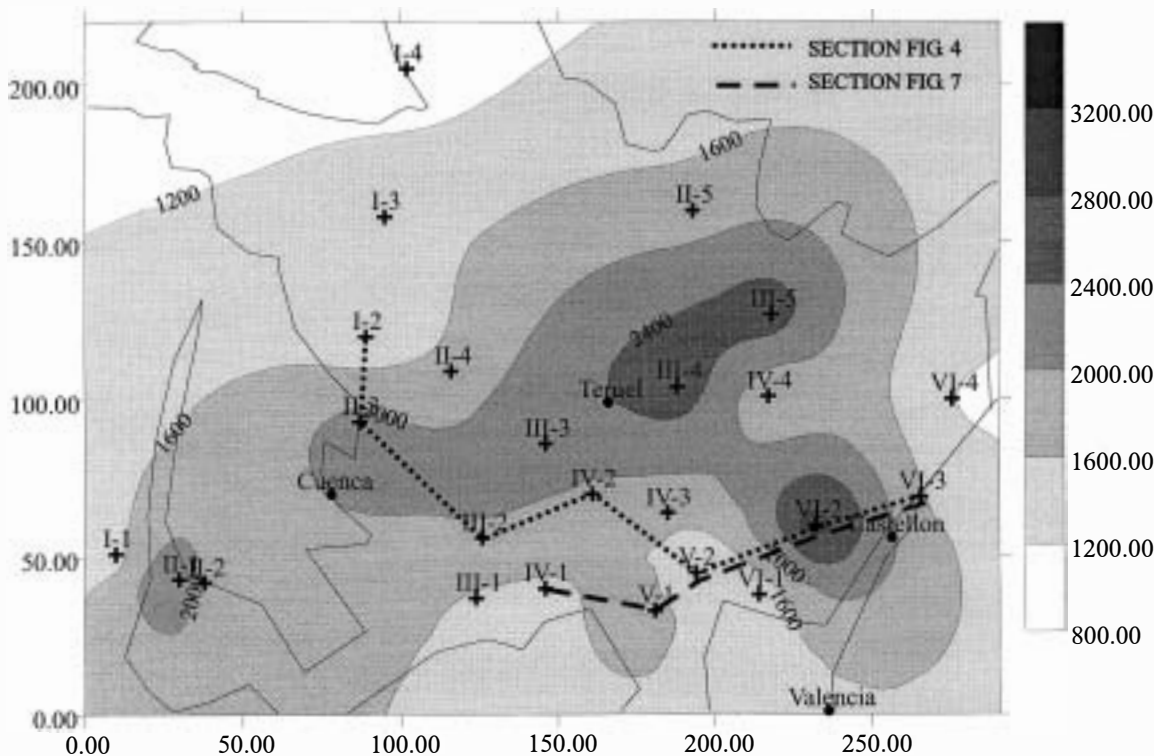 I-4
SECTION FIG. 4
SECTION FIG. 7
200.00
3200.00
1600
1200
I-3
II-5
2800.00
150.00
2400.00
III-5
2400
I-2
II-4
III-4
IV-4
VI-4
2000.00
Teruel
100.00
II-3
2000
1600
III-3
1600.00
Cuenca
IV-2
IV-3
VI-3
III-2
VI-2
Castellon
I-1
1200.00
50.00
II-1
II-2
2000
V-2
2000
III-1
IV-1
V-1
VI-1
1600
800.00
Valencia
0.00
0.00
50.00
100.00
150.00
200.00
250.00